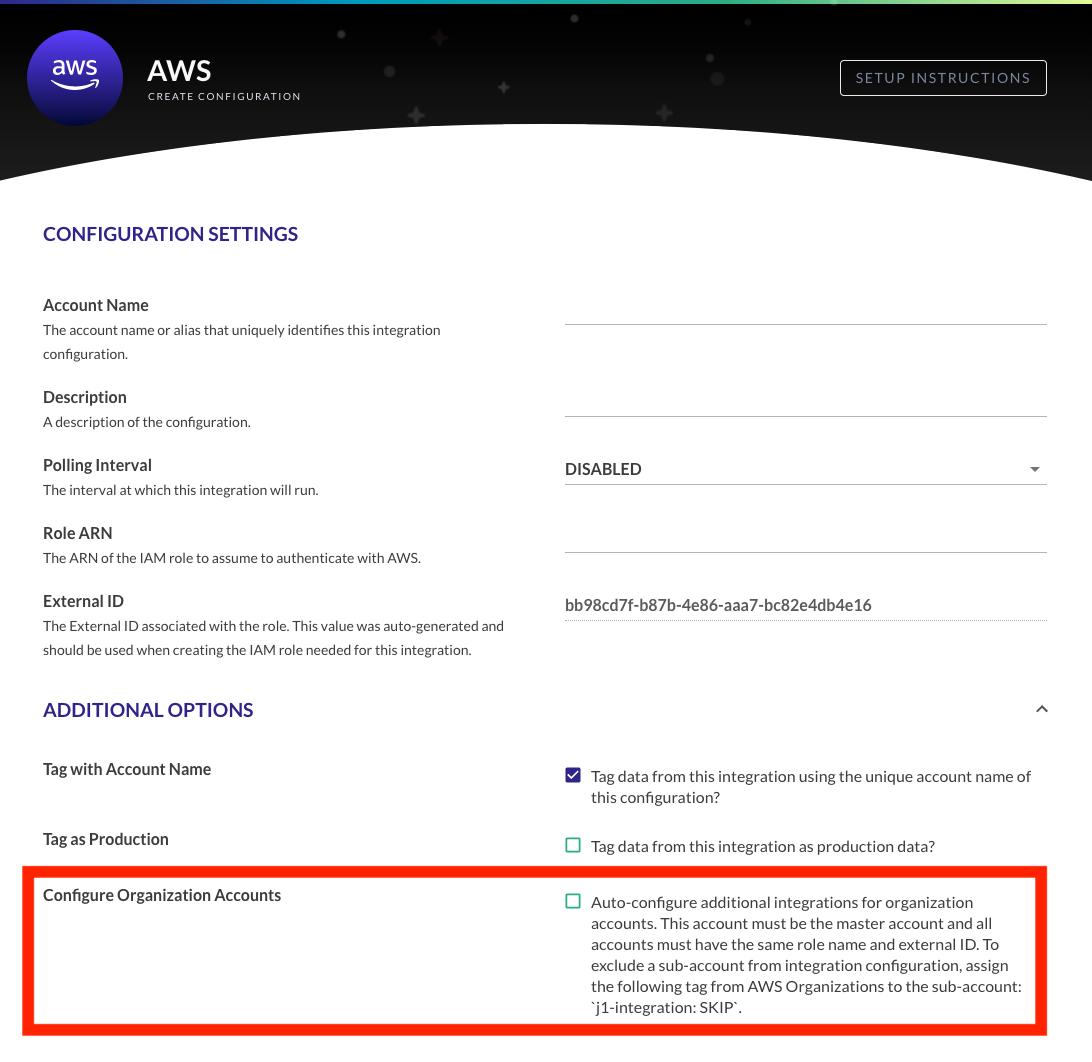 aws
AWS
CREATE CONFIGURATION
SETUP INSTRUCTIONS
CONFIGURATION SETTINGS
Account Name
The account name or alias that uniquely identifies this integration
configuration.
Description
A description of the configuration.
Polling Interval
DISABLED
The interval at which this integration will run.
Role ARN
The ARN of the IAM role to assume to authenticate with AWS.
External ID
bb98cd7f-b87b-4e86-aaa7-bc82e4db4e16
The External ID associated with the role. This value was auto-generated and
should be used when creating the IAM role needed for this integration.
ADDITIONAL OPTIONS
Tag with Account Name
Tag data from this integration using the unique account name of
this configuration?
Tag as Production
Tag data from this integration as production data?
Configure Organization Accounts
Auto-configure additional integrations for organization
accounts. This account must be the master account and all
accounts must have the same role name and external ID. To
exclude a sub-account from integration configuration, assign
the following tag from AWS Organizations to the sub-account:
`j1-integration: SKIP`.